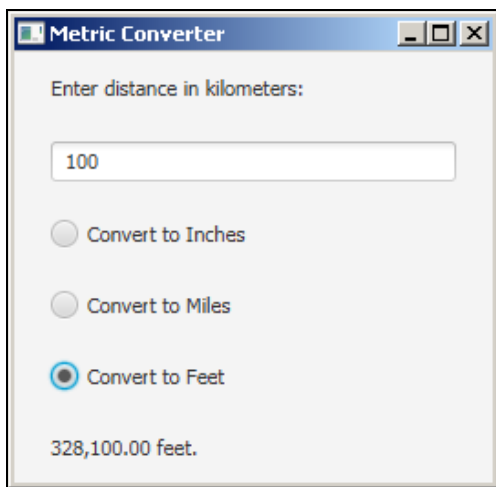 Metric Converter
Enter distance in kilometers:
100
Convert to Inches
Convert to Miles
Convert to Feet
328,100.00 feet.